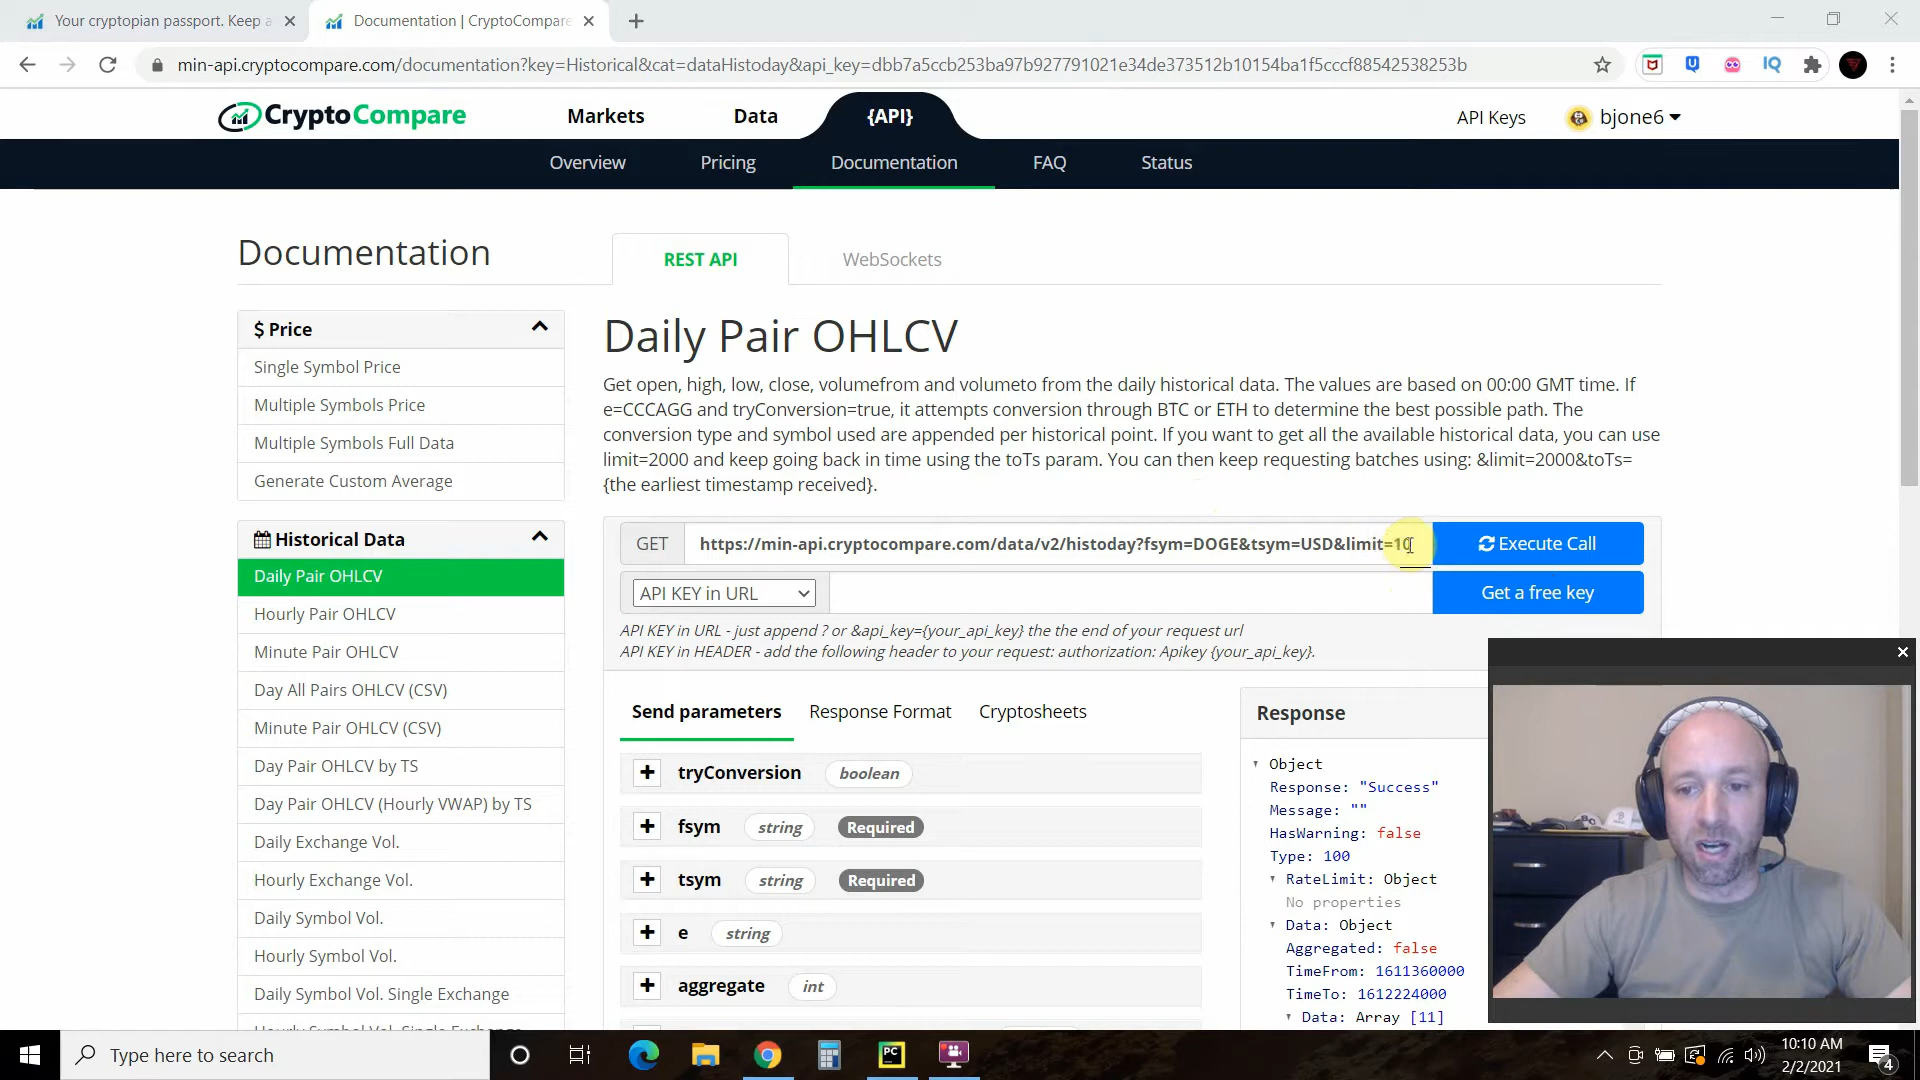 Your cryptopian passport. Keep a
Documentation | CryptoCompare
min-api.cryptocompare.com/documentation?key=Historical&cat=dataHistoday&api_key=dbb7a5ccb253ba97b927791021e34de373512b10154ba1f5cccf88542538253b
CryptoCompare
Markets
Data
{API}
API Keys
bjone6
Overview
Pricing
Documentation
FAQ
Status
Documentation
REST API
WebSockets
$ Price
Single Symbol Price
Multiple Symbols Price
Multiple Symbols Full Data
Generate Custom Average
Historical Data
Daily Pair OHLCV
Hourly Pair OHLCV
Minute Pair OHLCV
Day All Pairs OHLCV (CSV)
Minute Pair OHLCV (CSV)
Day Pair OHLCV by TS
Day Pair OHLCV (Hourly VWAP) by TS
Daily Exchange Vol.
Hourly Exchange Vol.
Daily Symbol Vol.
Hourly Symbol Vol.
Daily Symbol Vol. Single Exchange
Hourly Symbol Vol. Single Exchange
Daily Pair OHLCV
Get open, high, low, close, volumefrom and volumeto from the daily historical data. The values are based on 00:00 GMT time. If
e=CCCAGG and tryConversion=true, it attempts conversion through BTC or ETH to determine the best possible path. The
conversion type and symbol used are appended per historical point. If you want to get all the available historical data, you can use
limit=2000 and keep going back in time using the toTs param. You can then keep requesting batches using: &limit=2000&toTs=
{the earliest timestamp received}.
GET
https://min-api.cryptocompare.com/data/v2/histoday?fsym=DOGE&tsym=USD&limit=10
Execute Call
API KEY in URL
Get a free key
API KEY in URL - just append ? or &api_key={your_api_key} the the end of your request url
API KEY in HEADER - add the following header to your request: authorization: Apikey {your_api_key}.
Send parameters
Response Format
Cryptosheets
tryConversion boolean
fsym string Required
tsym string Required
e string
aggregate int
Response
Object
Response: "Success"
Message: ""
HasWarning: false
Type: 100
RateLimit: Object
No properties
Data: Object
Aggregated: false
TimeFrom: 1611360000
TimeTo: 1612224000
Data: Array [11]
Type here to search
PC
10:10 AM
2/2/2021
4